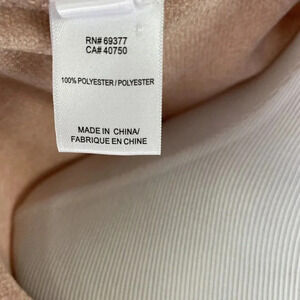 RN# 69377
CA# 40750
100% POLYESTER / POLYESTER
MADE IN CHINA/
FABRIQUE EN CHINE